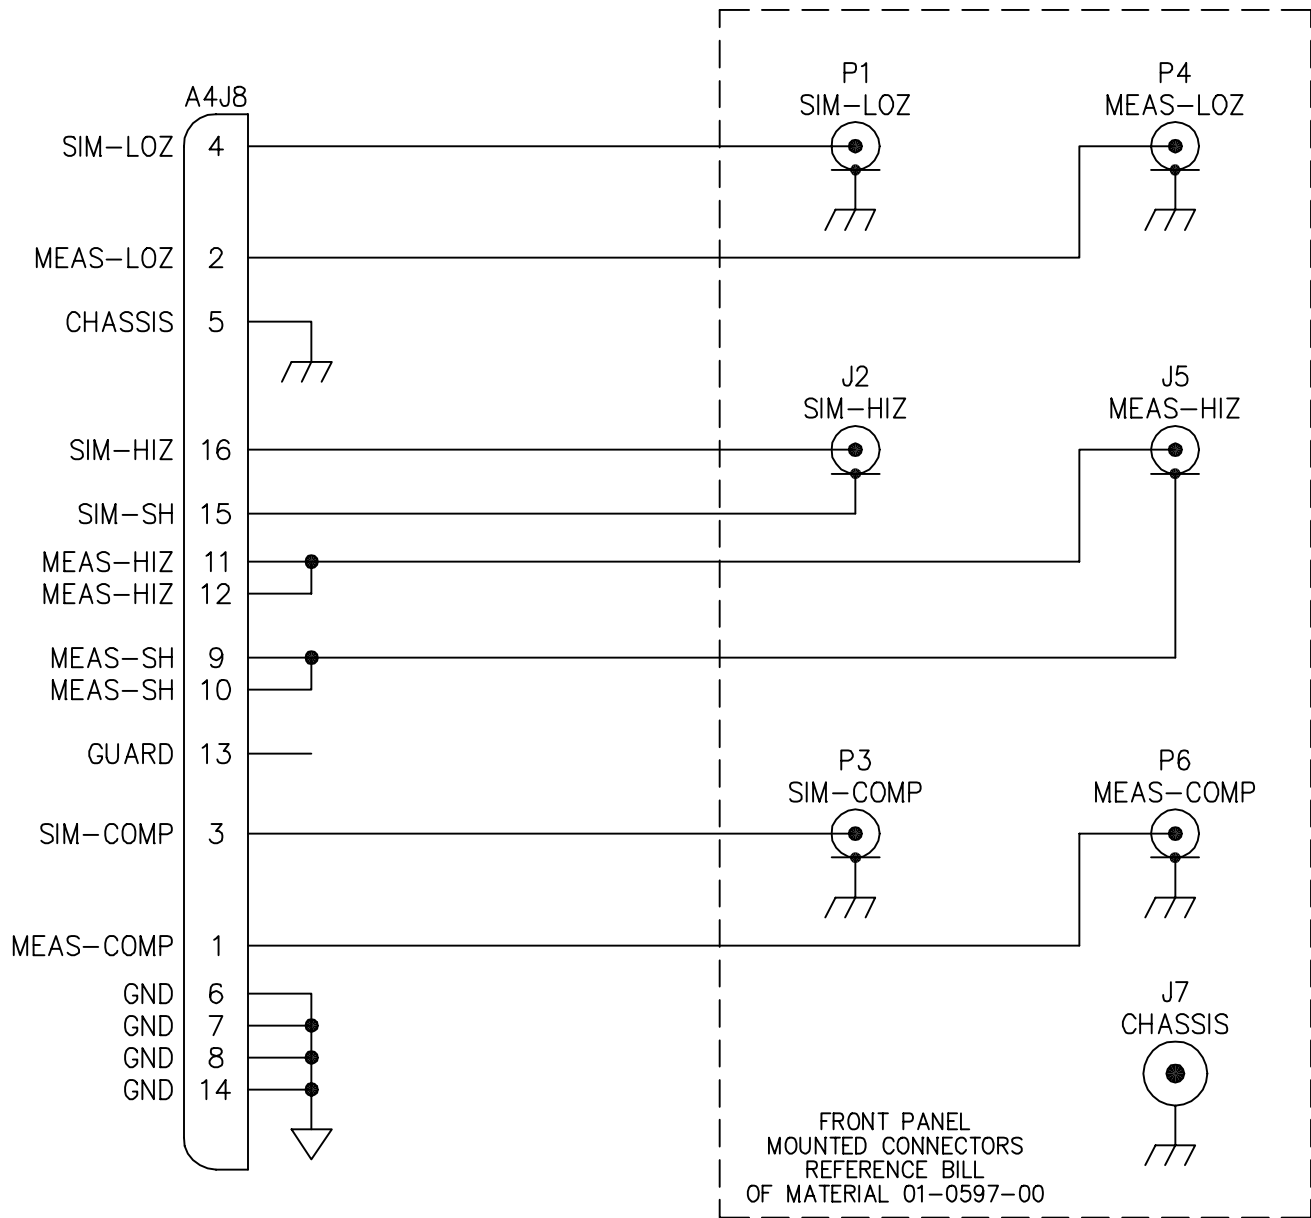 A4J8
SIM-LOZ 4
MEAS-LOZ 2
CHASSIS 5
SIM-HIZ 16
SIM-SH 15
MEAS-HIZ 11
MEAS-HIZ 12
MEAS-SH 9
MEAS-SH 10
GUARD 13
SIM-COMP 3
MEAS-COMP 1
GND 6
GND 7
GND 8
GND 14
P1
SIM-LOZ
P4
MEAS-LOZ
J2
SIM-HIZ
J5
MEAS-HIZ
P3
SIM-COMP
P6
MEAS-COMP
J7
CHASSIS
FRONT PANEL
MOUNTED CONNECTORS
REFERENCE BILL
OF MATERIAL 01-0597-00